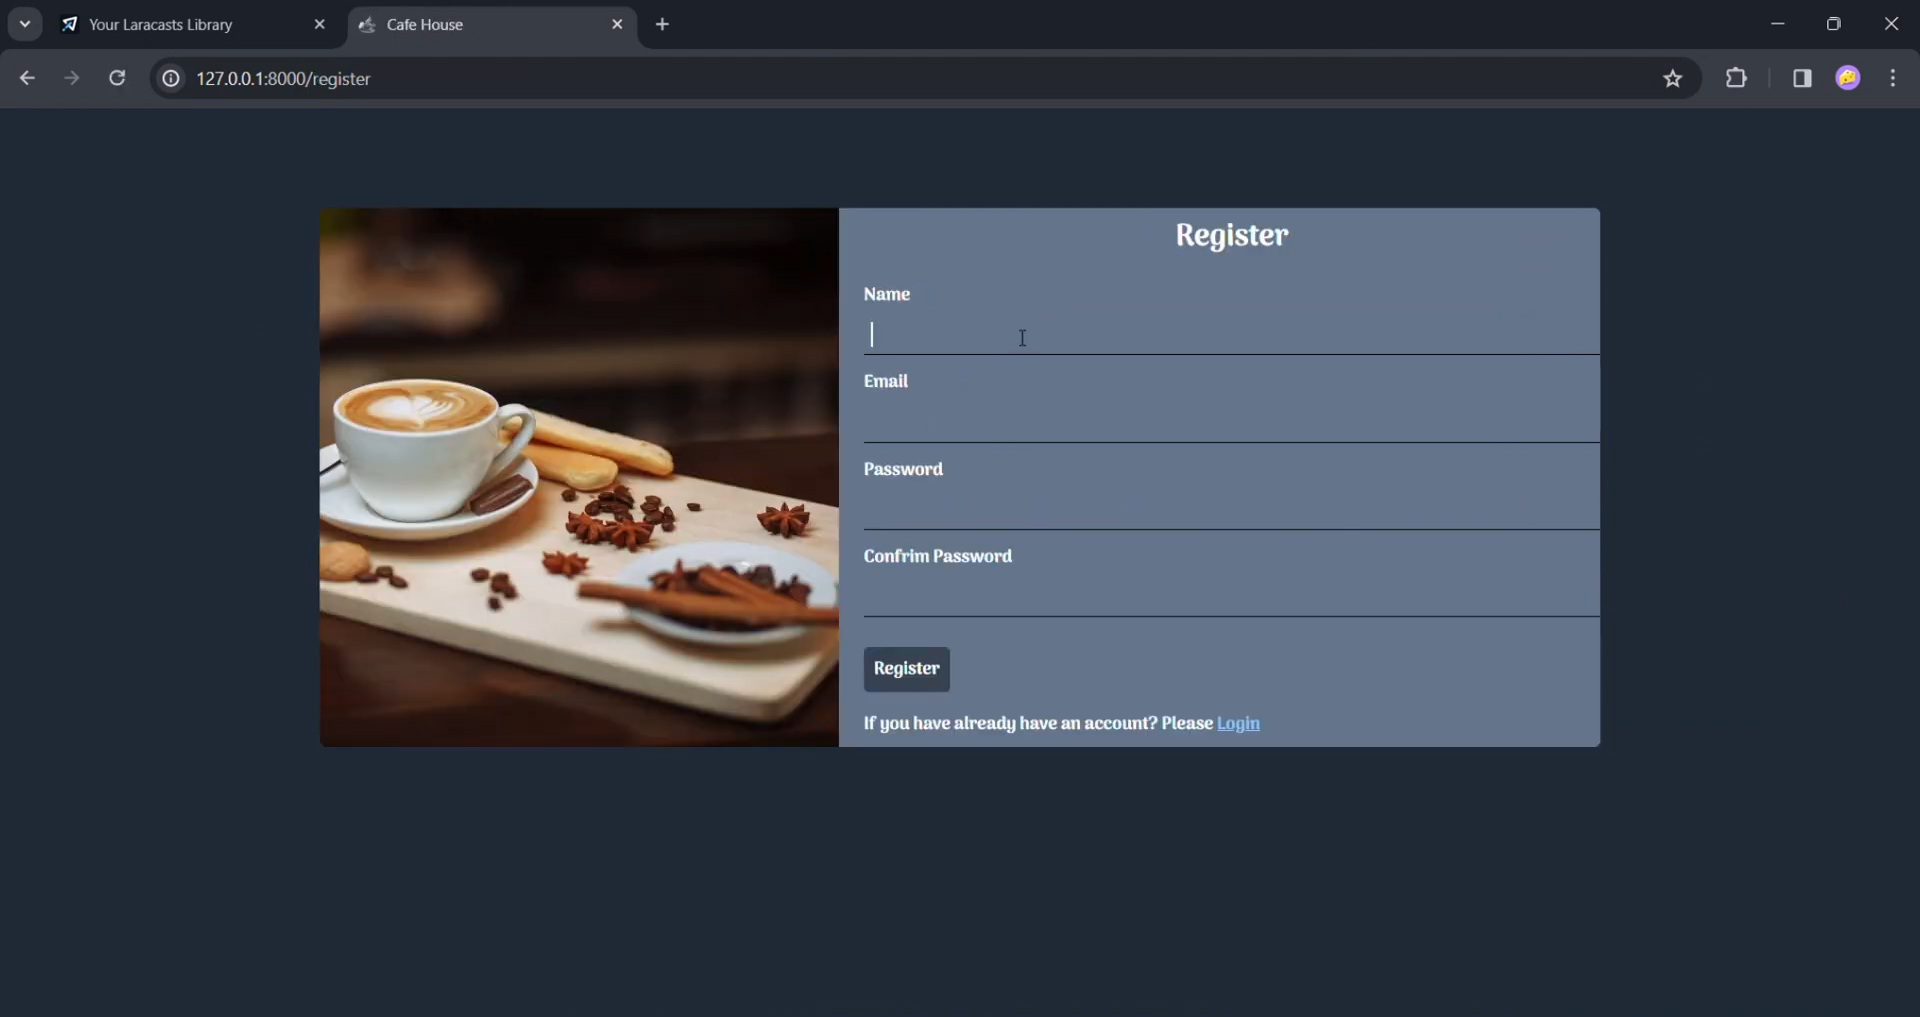 Your Laracasts Library
Cafe House
127.0.0.1:8000/register
Register
Name
Email
Password
Confrim Password
Register
If you have already have an account? Please Login